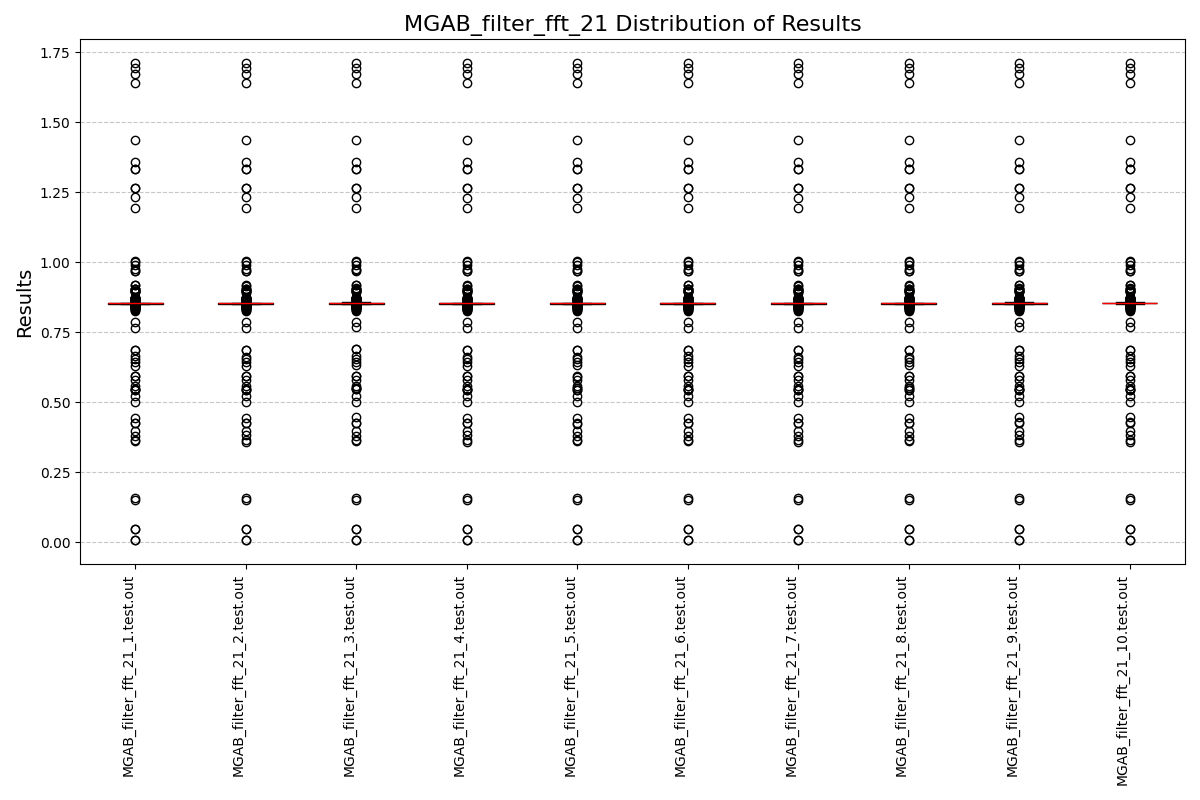 MGAB_filter_fft_21 Distribution of Results
Results
1.75
1.50
1.25
1.00
0.75
0.50
0.25
0.00
MGAB_filter_fft_21_1.test.out
MGAB_filter_fft_21_2.test.out
MGAB_filter_fft_21_3.test.out
MGAB_filter_fft_21_4.test.out
MGAB_filter_fft_21_5.test.out
MGAB_filter_fft_21_6.test.out
MGAB_filter_fft_21_7.test.out
MGAB_filter_fft_21_8.test.out
MGAB_filter_fft_21_9.test.out
MGAB_filter_fft_21_10.test.out